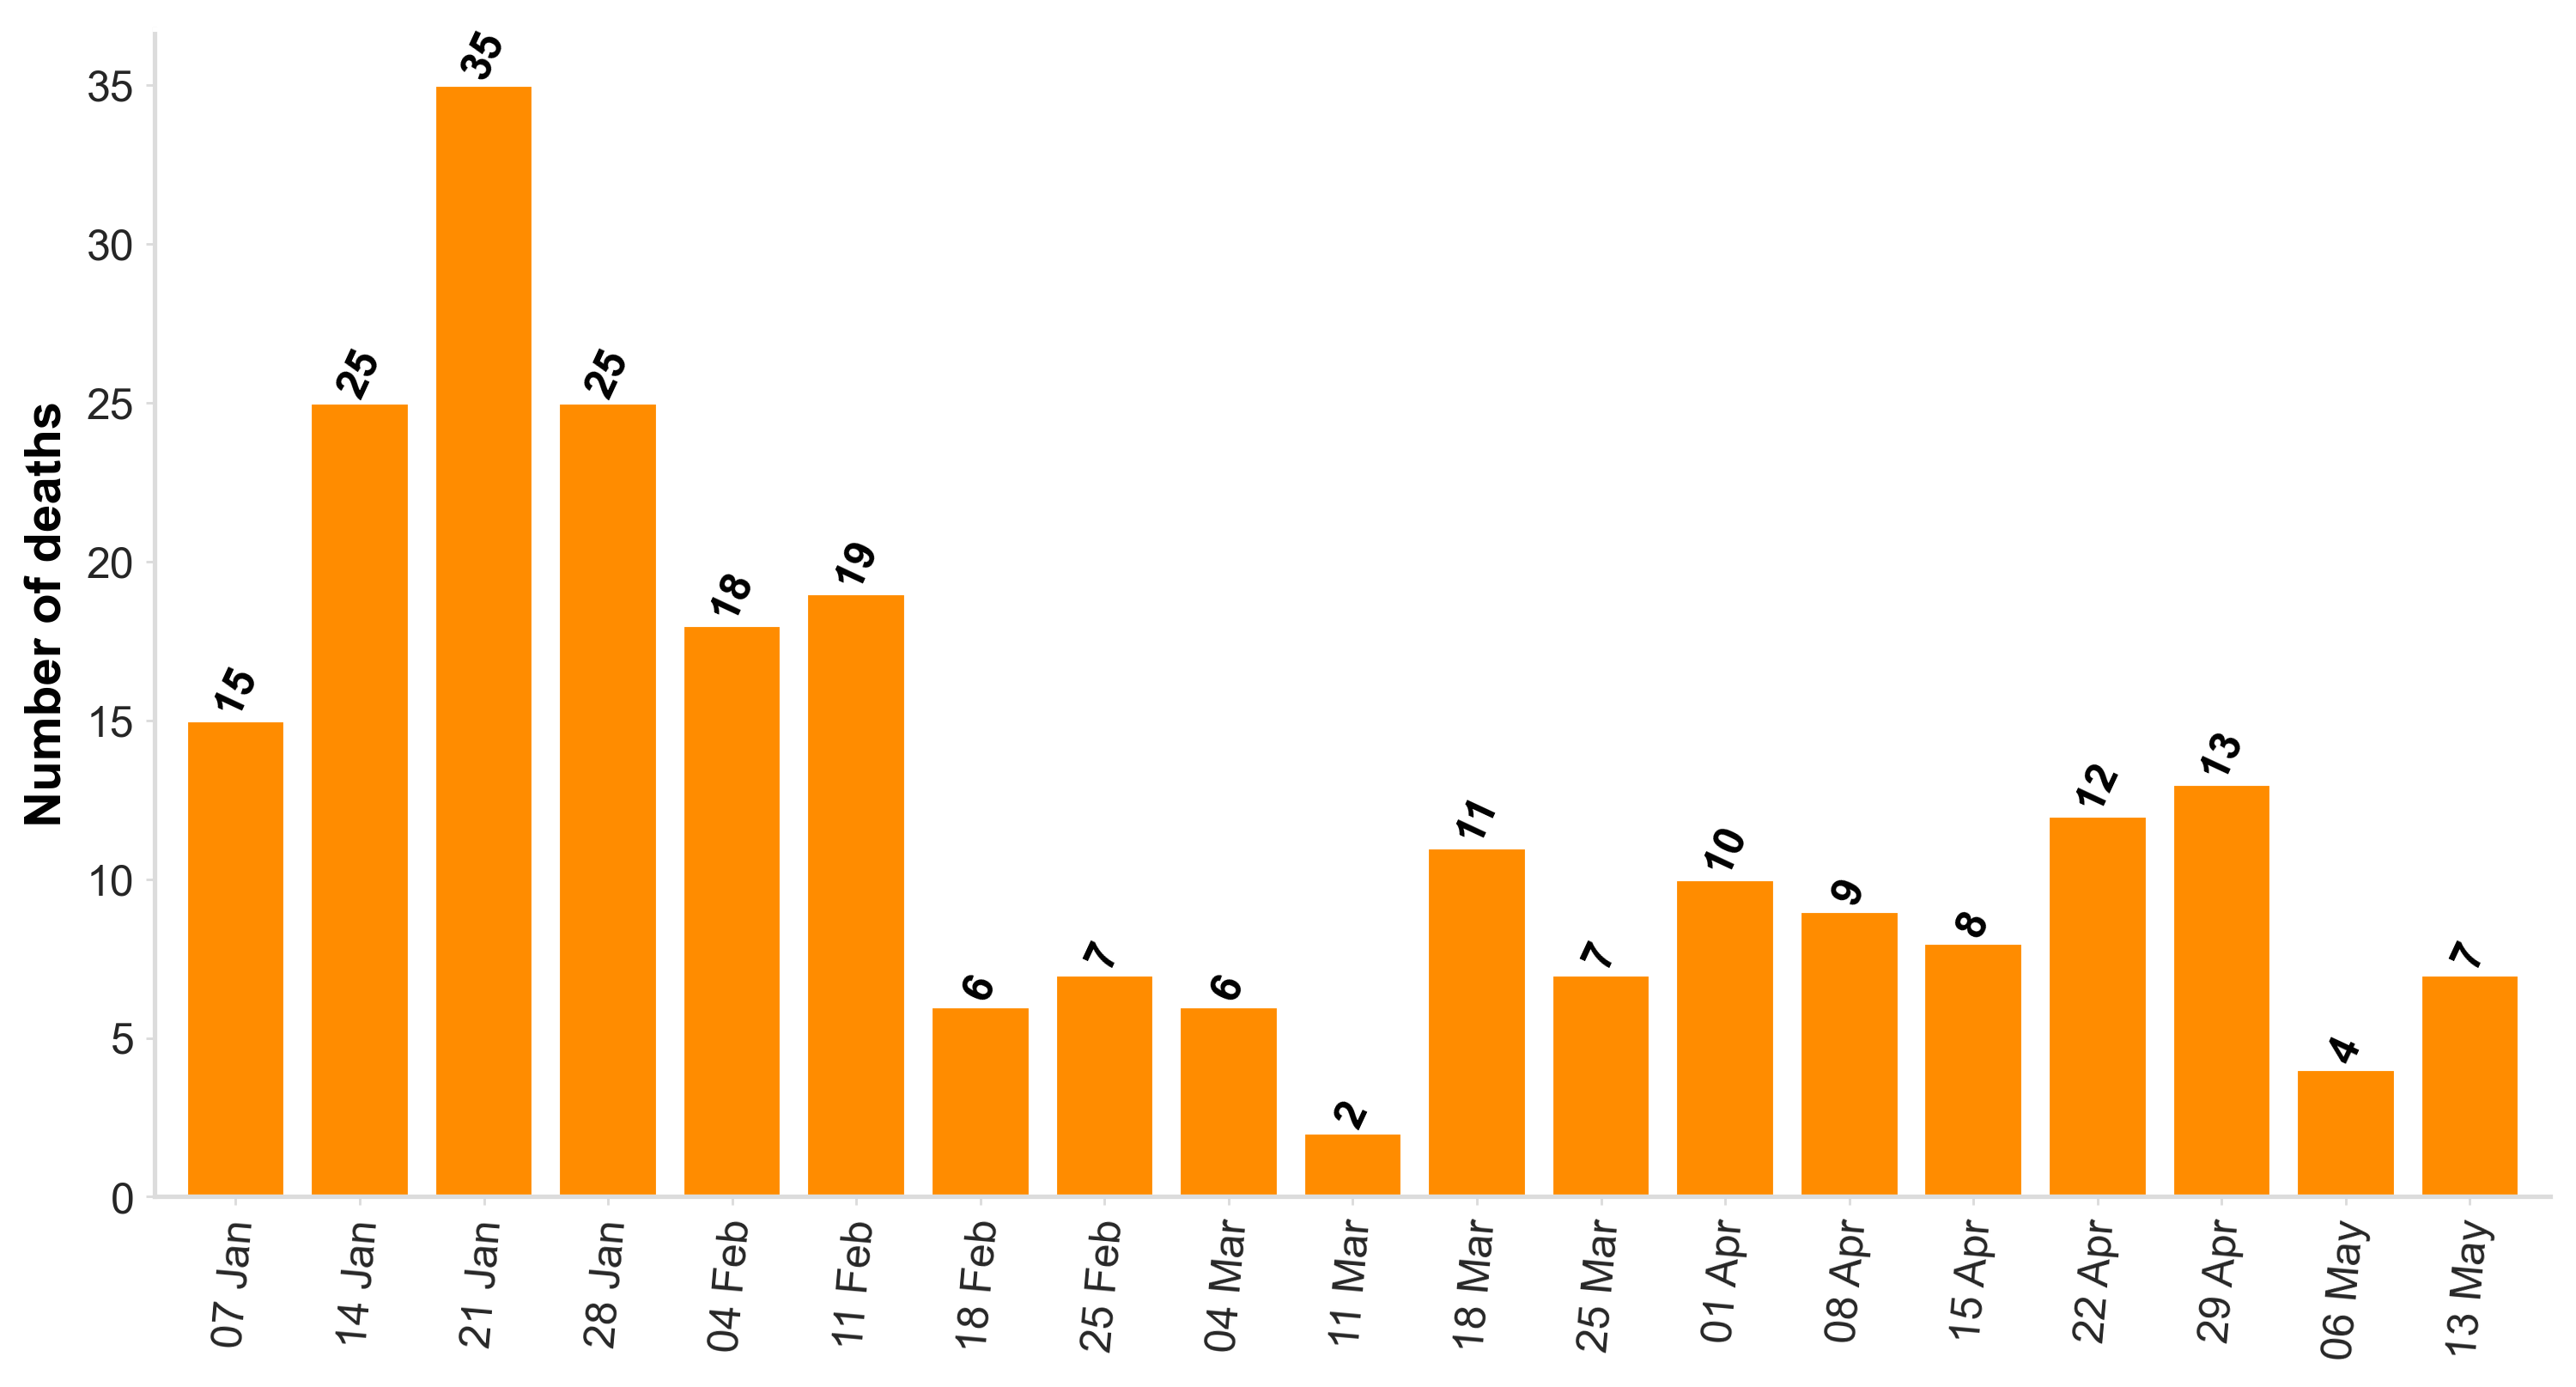 Number of deaths
35
30
25
20
15
10
5
0
15
25
35
25
18
19
6
7
6
2
11
7
10
9
8
12
13
4
7
07 Jan
14 Jan
21 Jan
28 Jan
04 Feb
11 Feb
18 Feb
25 Feb
04 Mar
11 Mar
18 Mar
25 Mar
01 Apr
08 Apr
15 Apr
22 Apr
29 Apr
06 May
13 May